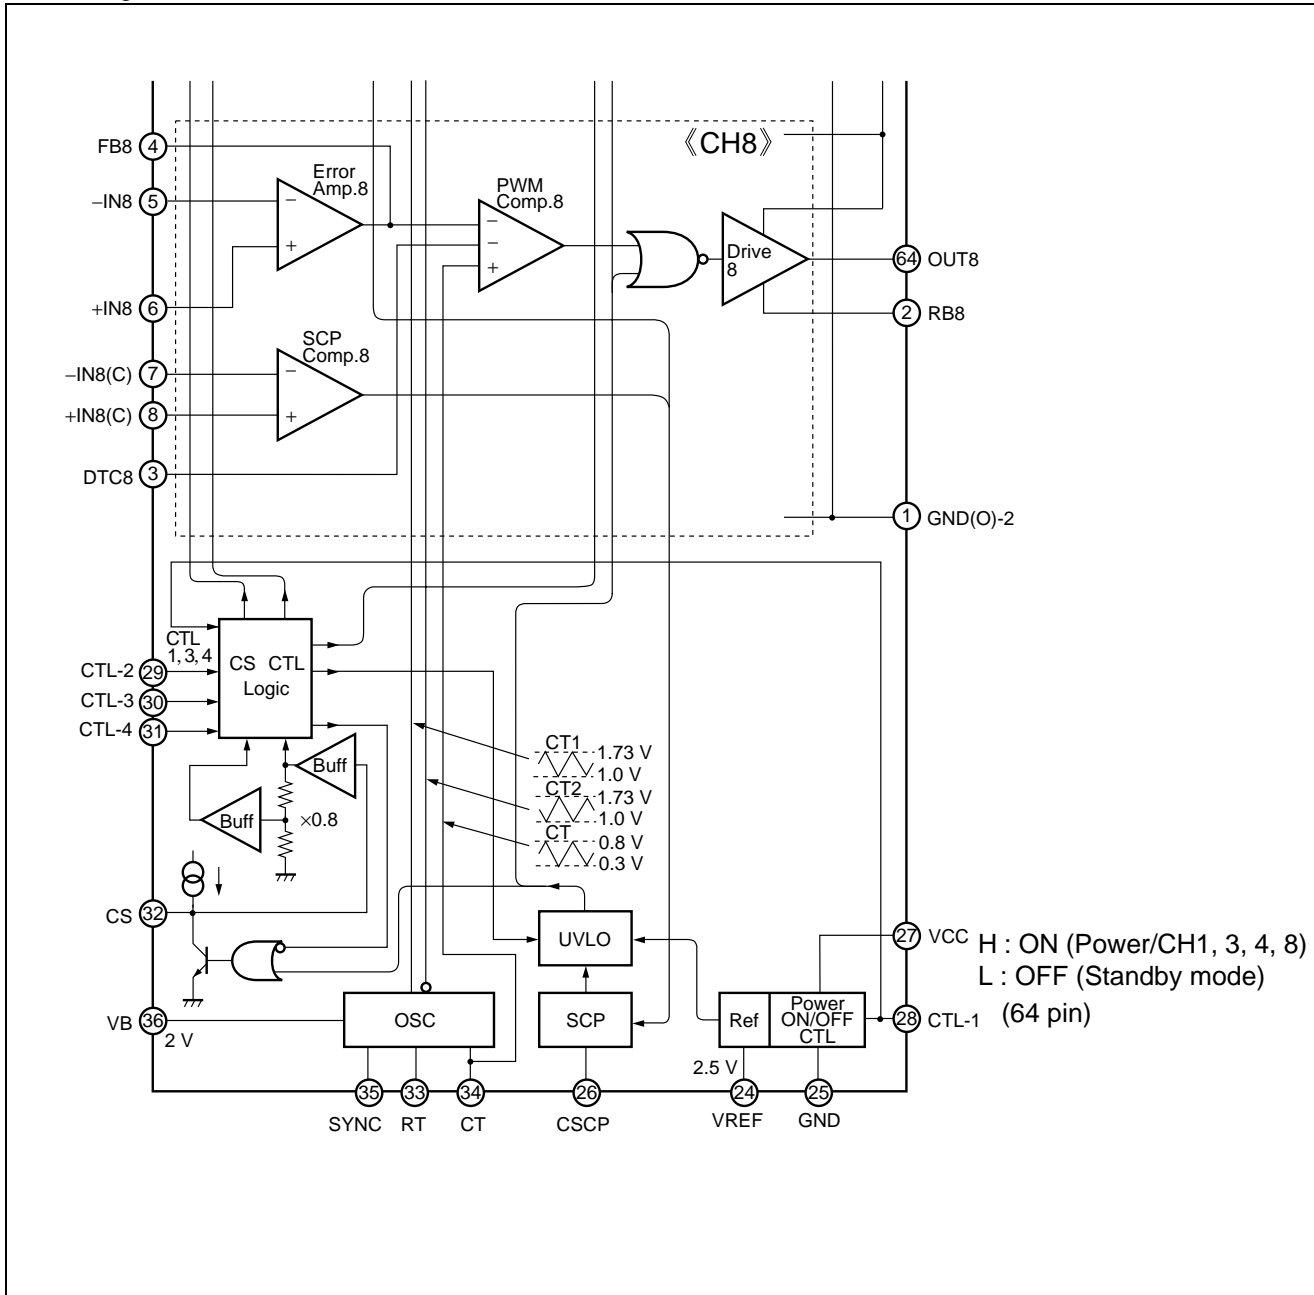 《CH8》
FB8 4
Error
Amp.8
PWM
Comp.8
−IN8 5
−
−
−
+
+
Drive
8
64 OUT8
+IN8 6
2 RB8
SCP
Comp.8
−IN8(C) 7
−
+IN8(C) 8
+
DTC8 3
1 GND(O)-2
CTL
1, 3, 4
CTL-2 29
CS CTL
Logic
CTL-3 30
CTL-4 31
CT1
1.73 V
1.0 V
CT2
1.73 V
1.0 V
CT
0.8 V
0.3 V
Buff
Buff
×0.8
CS 32
UVLO
27 VCC
H : ON (Power/CH1, 3, 4, 8)
L : OFF (Standby mode)
(64 pin)
28 CTL-1
VB 36
2 V
OSC
SCP
Ref
Power
ON/OFF
CTL
2.5 V
35 33 34 26 24 25
SYNC RT CT CSCP VREF GND